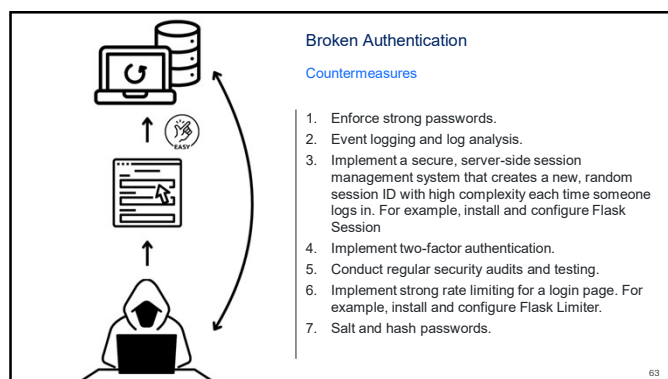 Broken Authentication
Countermeasures
1. Enforce strong passwords.
2. Event logging and log analysis.
3. Implement a secure, server-side session
management system that creates a new, random
session ID with high complexity each time someone
logs in. For example, install and configure Flask
Session
4. Implement two-factor authentication.
5. Conduct regular security audits and testing.
6. Implement strong rate limiting for a login page. For
example, install and configure Flask Limiter.
7. Salt and hash passwords.
EASY
63